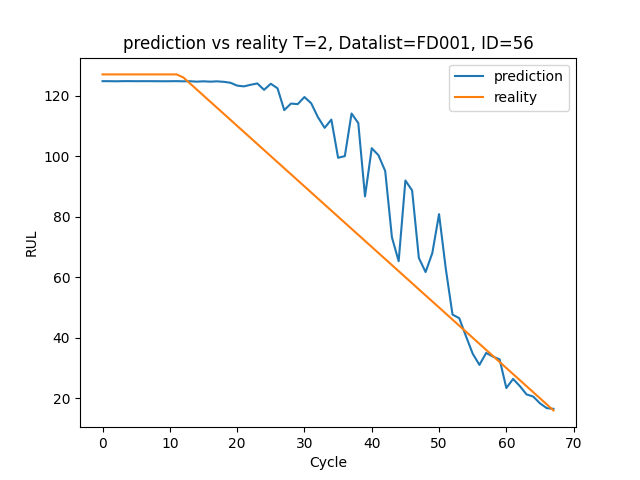 prediction vs reality T=2, Datalist=FD001, ID=56
prediction
reality
120
100
80
60
40
20
RUL
0 10 20 30 40 50 60 70
Cycle